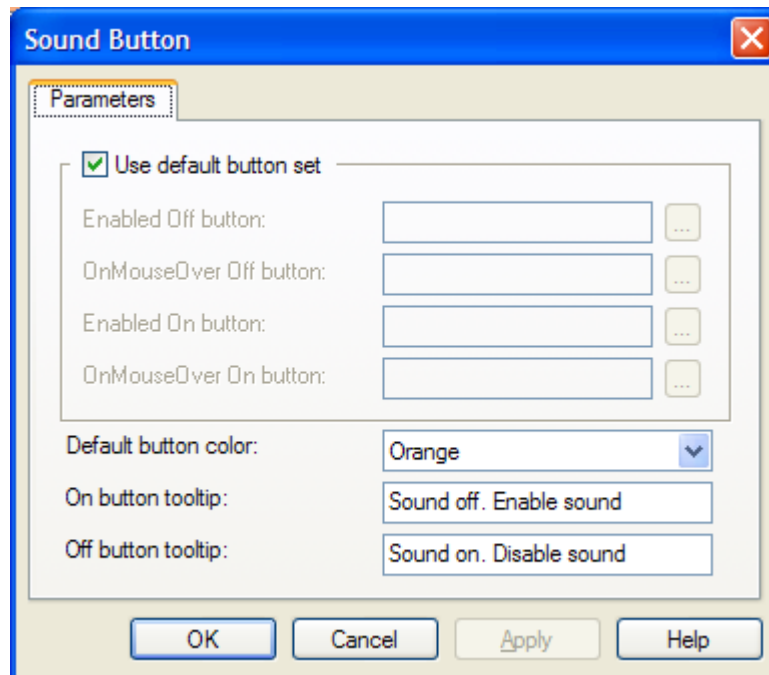 Sound Button
Parameters
Use default button set
Enabled Off button:
...
OnMouseOver Off button:
...
Enabled On button:
...
OnMouseOver On button:
...
Default button color: Orange
On button tooltip: Sound off. Enable sound
Off button tooltip: Sound on. Disable sound
OK Cancel Apply Help